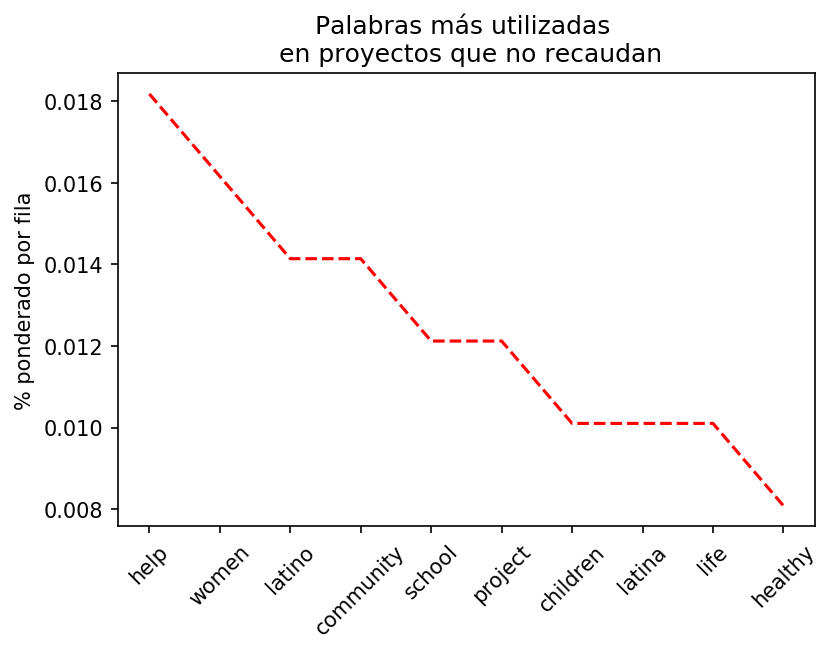 Palabras más utilizadas
en proyectos que no recaudan
% ponderado por fila
0.018
0.016
0.014
0.012
0.010
0.008
help
women
latino
community
school
project
children
latina
life
healthy